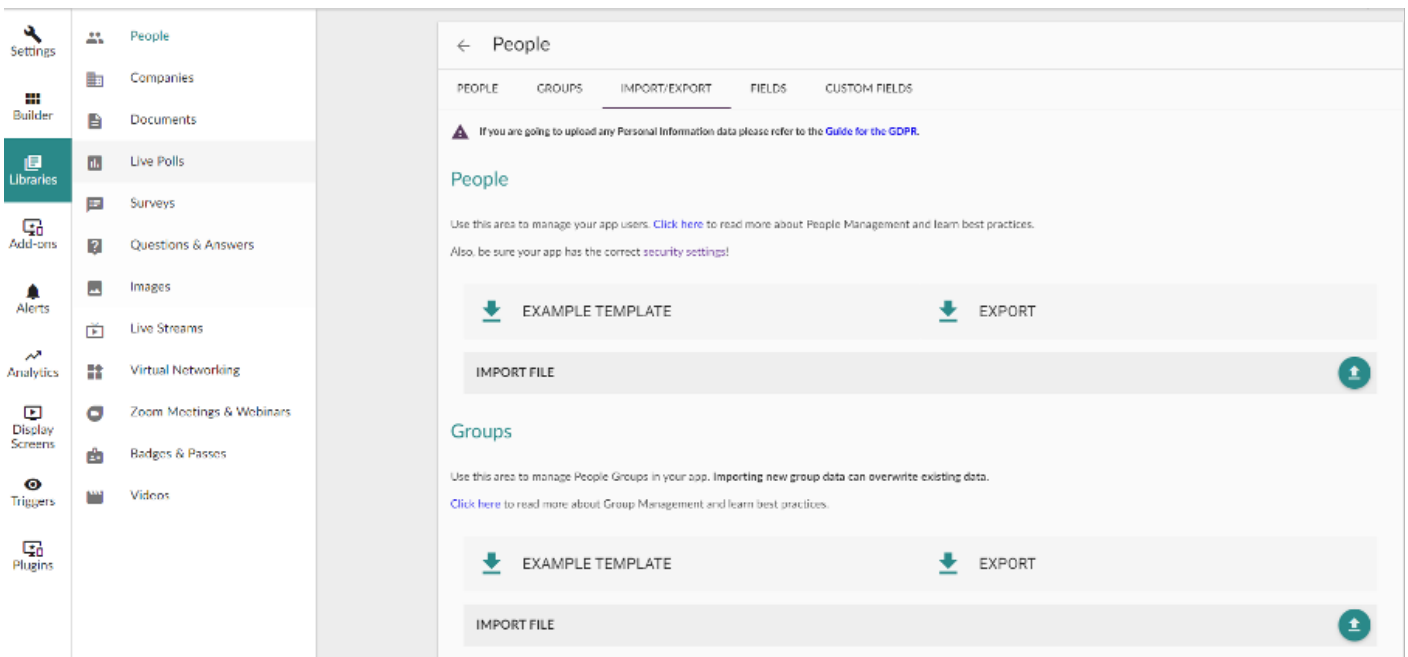 Settings
Builder
Libraries
Add-ons
Alerts
Analytics
Display
Screens
Triggers
Plugins
People
Companies
Documents
Live Polls
Surveys
Questions & Answers
Images
Live Streams
Virtual Networking
Zoom Meetings & Webinars
Badges & Passes
Videos
People
PEOPLE GROUPS IMPORT/EXPORT FIELDS CUSTOM FIELDS
If you are going to upload any Personal Information data please refer to the Guide for the GDPR.
People
Use this area to manage your app users. Click here to read more about People Management and learn best practices.
Also, be sure your app has the correct security settings!
EXAMPLE TEMPLATE EXPORT
IMPORT FILE
Groups
Use this area to manage People Groups in your app. Importing new group data can overwrite existing data.
Click here to read more about Group Management and learn best practices.
EXAMPLE TEMPLATE EXPORT
IMPORT FILE